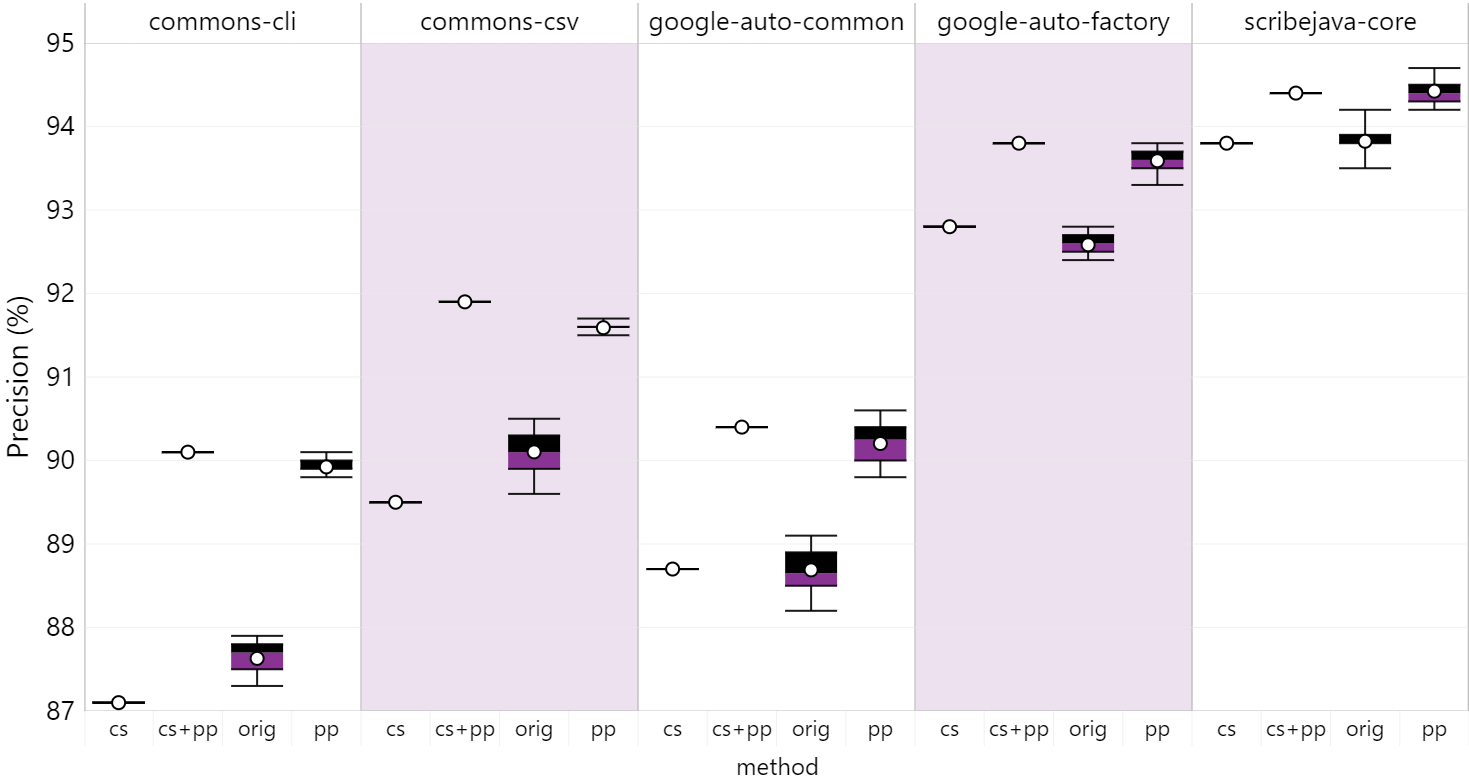 commons-cli commons-csv google-auto-common google-auto-factory scribejava-core
95
94
93
92
91
90
89
88
87
Precision (%)
cs cs+pp orig pp cs cs+pp orig pp cs cs+pp orig pp cs cs+pp orig pp cs cs+pp orig pp
method